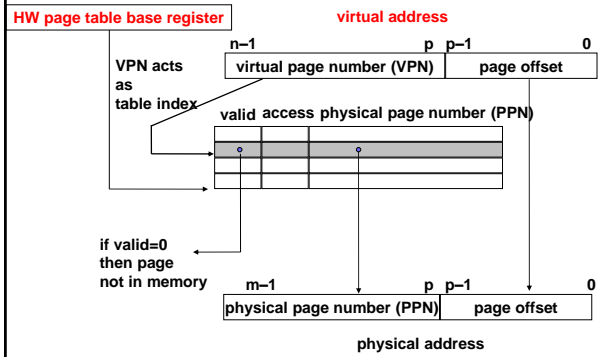 HW page table base register
virtual address
n–1 p p–1 0
VPN acts
as
table index
virtual page number (VPN) page offset
valid access physical page number (PPN)
if valid=0
then page
not in memory
m–1 p p–1 0
physical page number (PPN) page offset
physical address